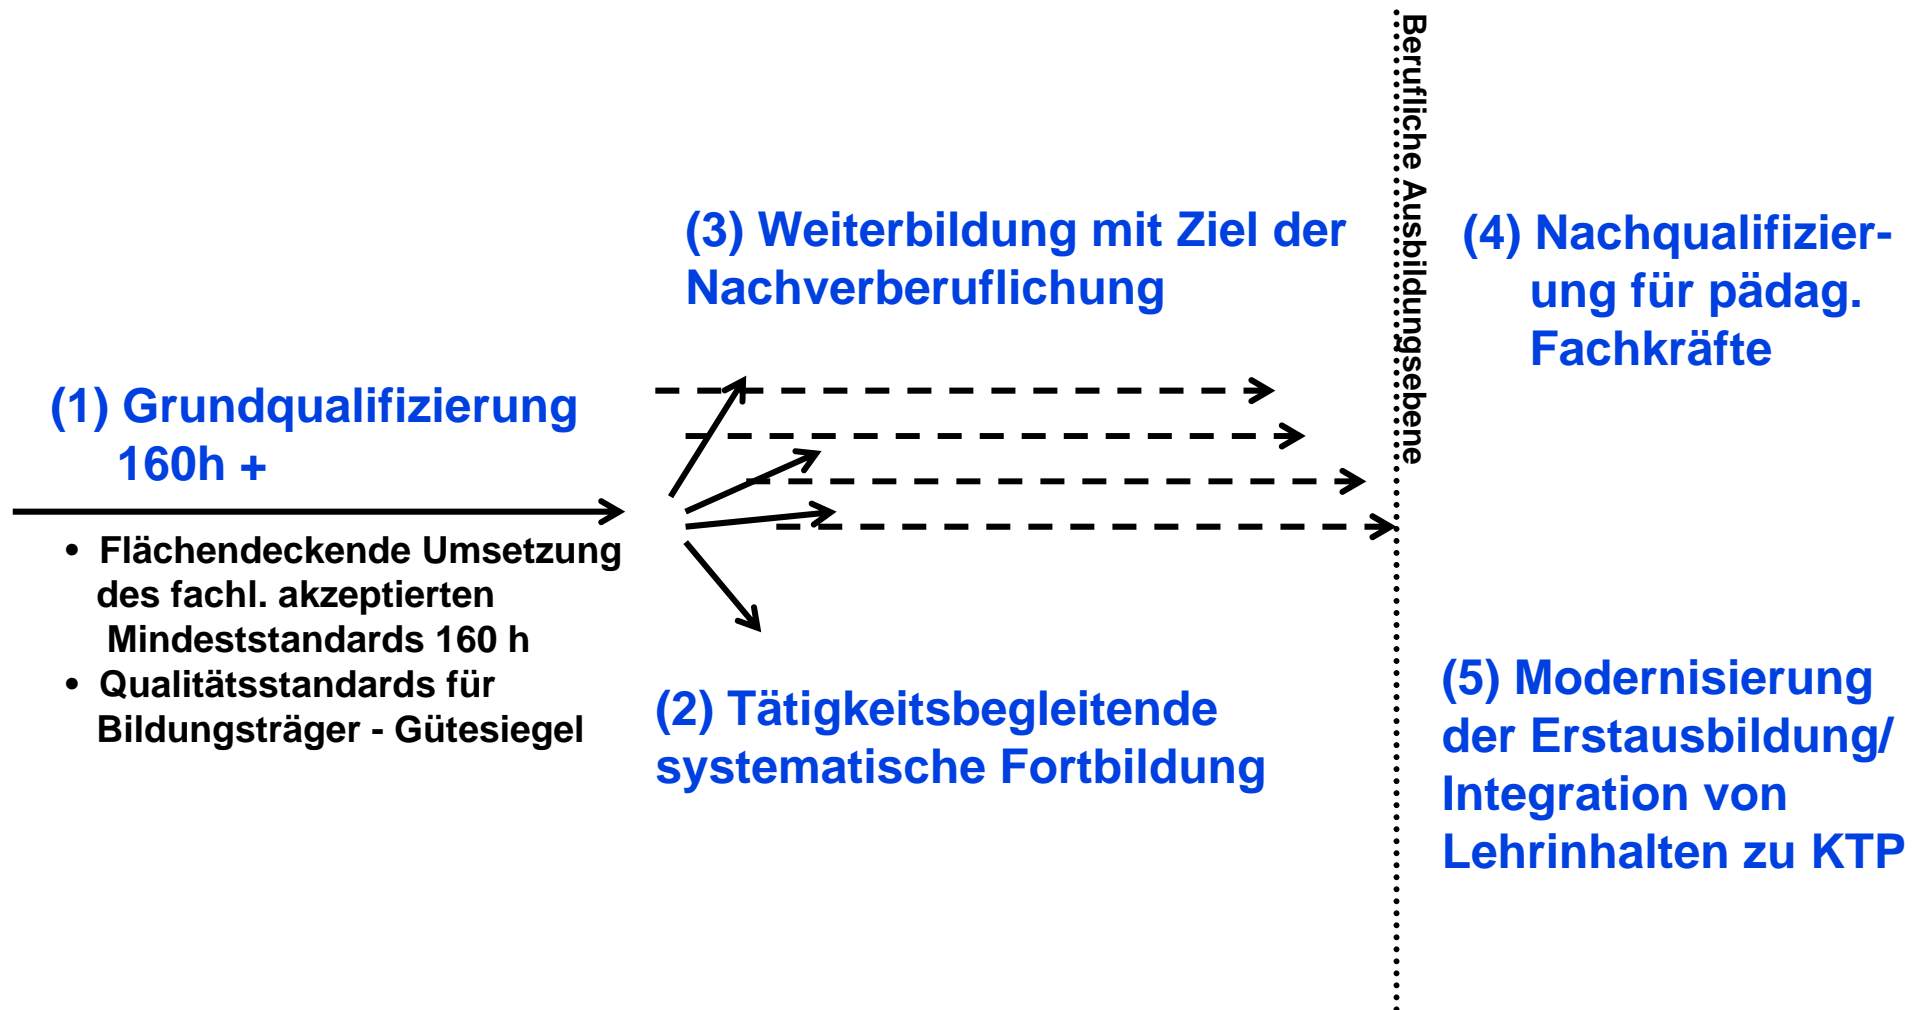 (1) Grundqualifizierung
160h +
• Flächendeckende Umsetzung
des fachl. akzeptierten
Mindeststandards 160 h
• Qualitätsstandards für
Bildungsträger - Gütesiegel
(3) Weiterbildung mit Ziel der
Nachverberuflichung
(2) Tätigkeitsbegleitende
systematische Fortbildung
Berufliche Ausbildungsebene
(4) Nachqualifizier-
ung für pädag.
Fachkräfte
(5) Modernisierung
der Erstausbildung/
Integration von
Lehrinhalten zu KTP